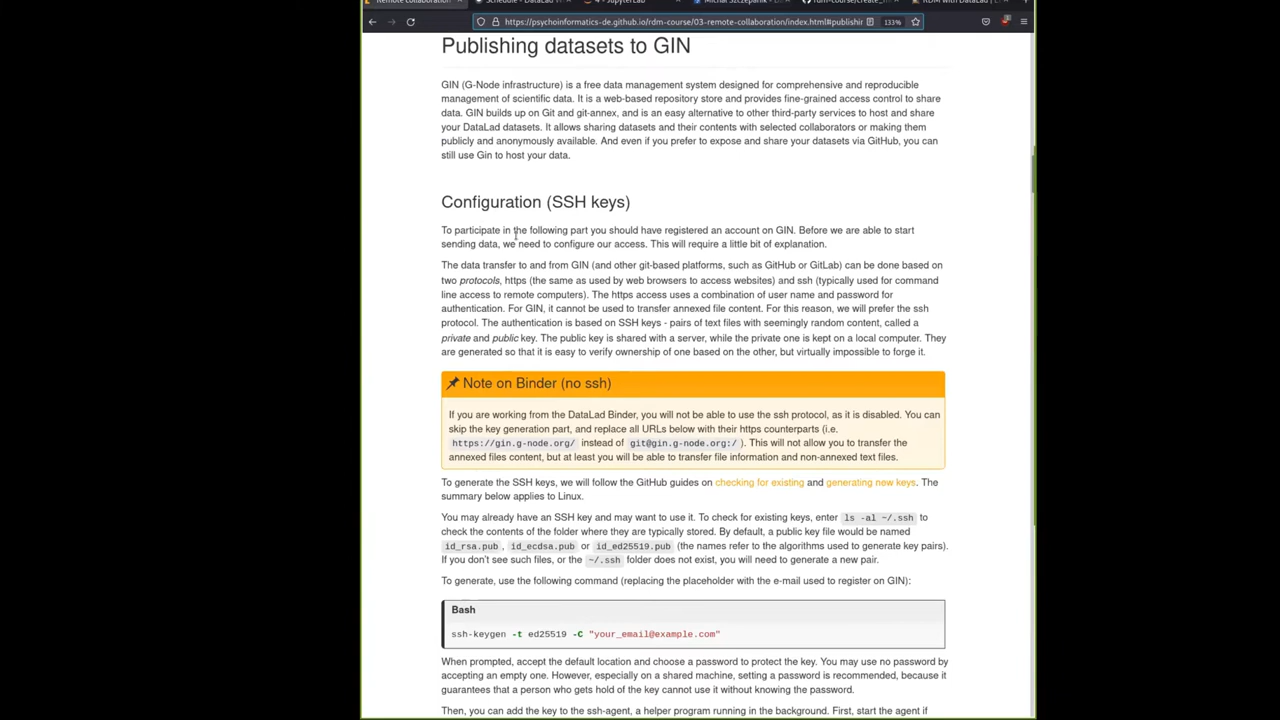 Remote collaboration
Schedule - DataLad
JupyterLab
RDM with DataLad
https://psychoinformatics-de.github.io/rdm-course/03-remote-collaboration/index.html#publishin
133%
Publishing datasets to GIN
GIN (G-Node infrastructure) is a free data management system designed for comprehensive and reproducible
management of scientific data. It is a web-based repository store and provides fine-grained access control to share
data. GIN builds up on Git and git-annex, and is an easy alternative to other third-party services to host and share
your DataLad datasets. It allows sharing datasets and their contents with selected collaborators or making them
publicly and anonymously available. And even if you prefer to expose and share your datasets via GitHub, you can
still use Gin to host your data.
Configuration (SSH keys)
To participate in the following part you should have registered an account on GIN. Before we are able to start
sending data, we need to configure our access. This will require a little bit of explanation.
The data transfer to and from GIN (and other git-based platforms, such as GitHub or GitLab) can be done based on
two protocols, https (the same as used by web browsers to access websites) and ssh (typically used for command
line access to remote computers). The https access uses a combination of user name and password for
authentication. For GIN, it cannot be used to transfer annexed file content. For this reason, we will prefer the ssh
protocol. The authentication is based on SSH keys - pairs of text files with seemingly random content, called a
private and public key. The public key is shared with a server, while the private one is kept on a local computer. They
are generated so that it is easy to verify ownership of one based on the other, but virtually impossible to forge it.
Note on Binder (no ssh)
If you are working from the DataLad Binder, you will not be able to use the ssh protocol, as it is disabled. You can
skip the key generation part, and replace all URLs below with their https counterparts (i.e.
https://gin.g-node.org/ instead of git@gin.g-node.org:/ ). This will not allow you to transfer the
annexed files content, but at least you will be able to transfer file information and non-annexed text files.
To generate the SSH keys, we will follow the GitHub guides on checking for existing and generating new keys. The
summary below applies to Linux.
You may already have an SSH key and may want to use it. To check for existing keys, enter ls -al ~/.ssh to
check the contents of the folder where they are typically stored. By default, a public key file would be named
id_rsa.pub , id_ecdsa.pub or id_ed25519.pub (the names refer to the algorithms used to generate key pairs).
If you don't see such files, or the ~/.ssh folder does not exist, you will need to generate a new pair.
To generate, use the following command (replacing the placeholder with the e-mail used to register on GIN):
Bash
ssh-keygen -t ed25519 -C "your_email@example.com"
When prompted, accept the default location and choose a password to protect the key. You may use no password by
accepting an empty one. However, especially on a shared machine, setting a password is recommended, because it
guarantees that a person who gets hold of the key cannot use it without knowing the password.
Then, you can add the key to the ssh-agent, a helper program running in the background. First, start the agent if